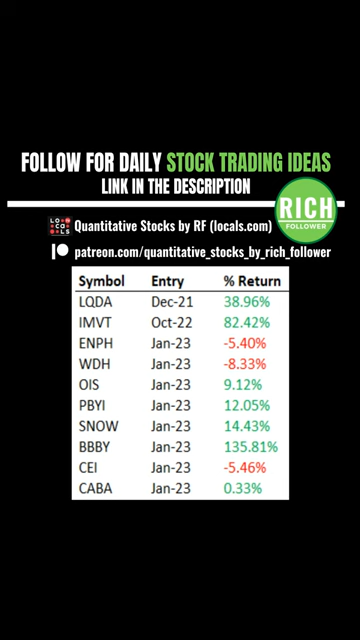 FOLLOW FOR DAILY STOCK TRADING IDEAS
LINK IN THE DESCRIPTION
RICH
FOLLOWER
LO
ca
LS
Quantitative Stocks by RF (locals.com)
patreon.com/quantitative_stocks_by_rich_follower
Symbol Entry % Return
LQDA Dec-21 38.96%
IMVT Oct-22 82.42%
ENPH Jan-23 -5.40%
WDH Jan-23 -8.33%
OIS Jan-23 9.12%
PBYI Jan-23 12.05%
SNOW Jan-23 14.43%
BBBY Jan-23 135.81%
CEI Jan-23 -5.46%
CABA Jan-23 0.33%